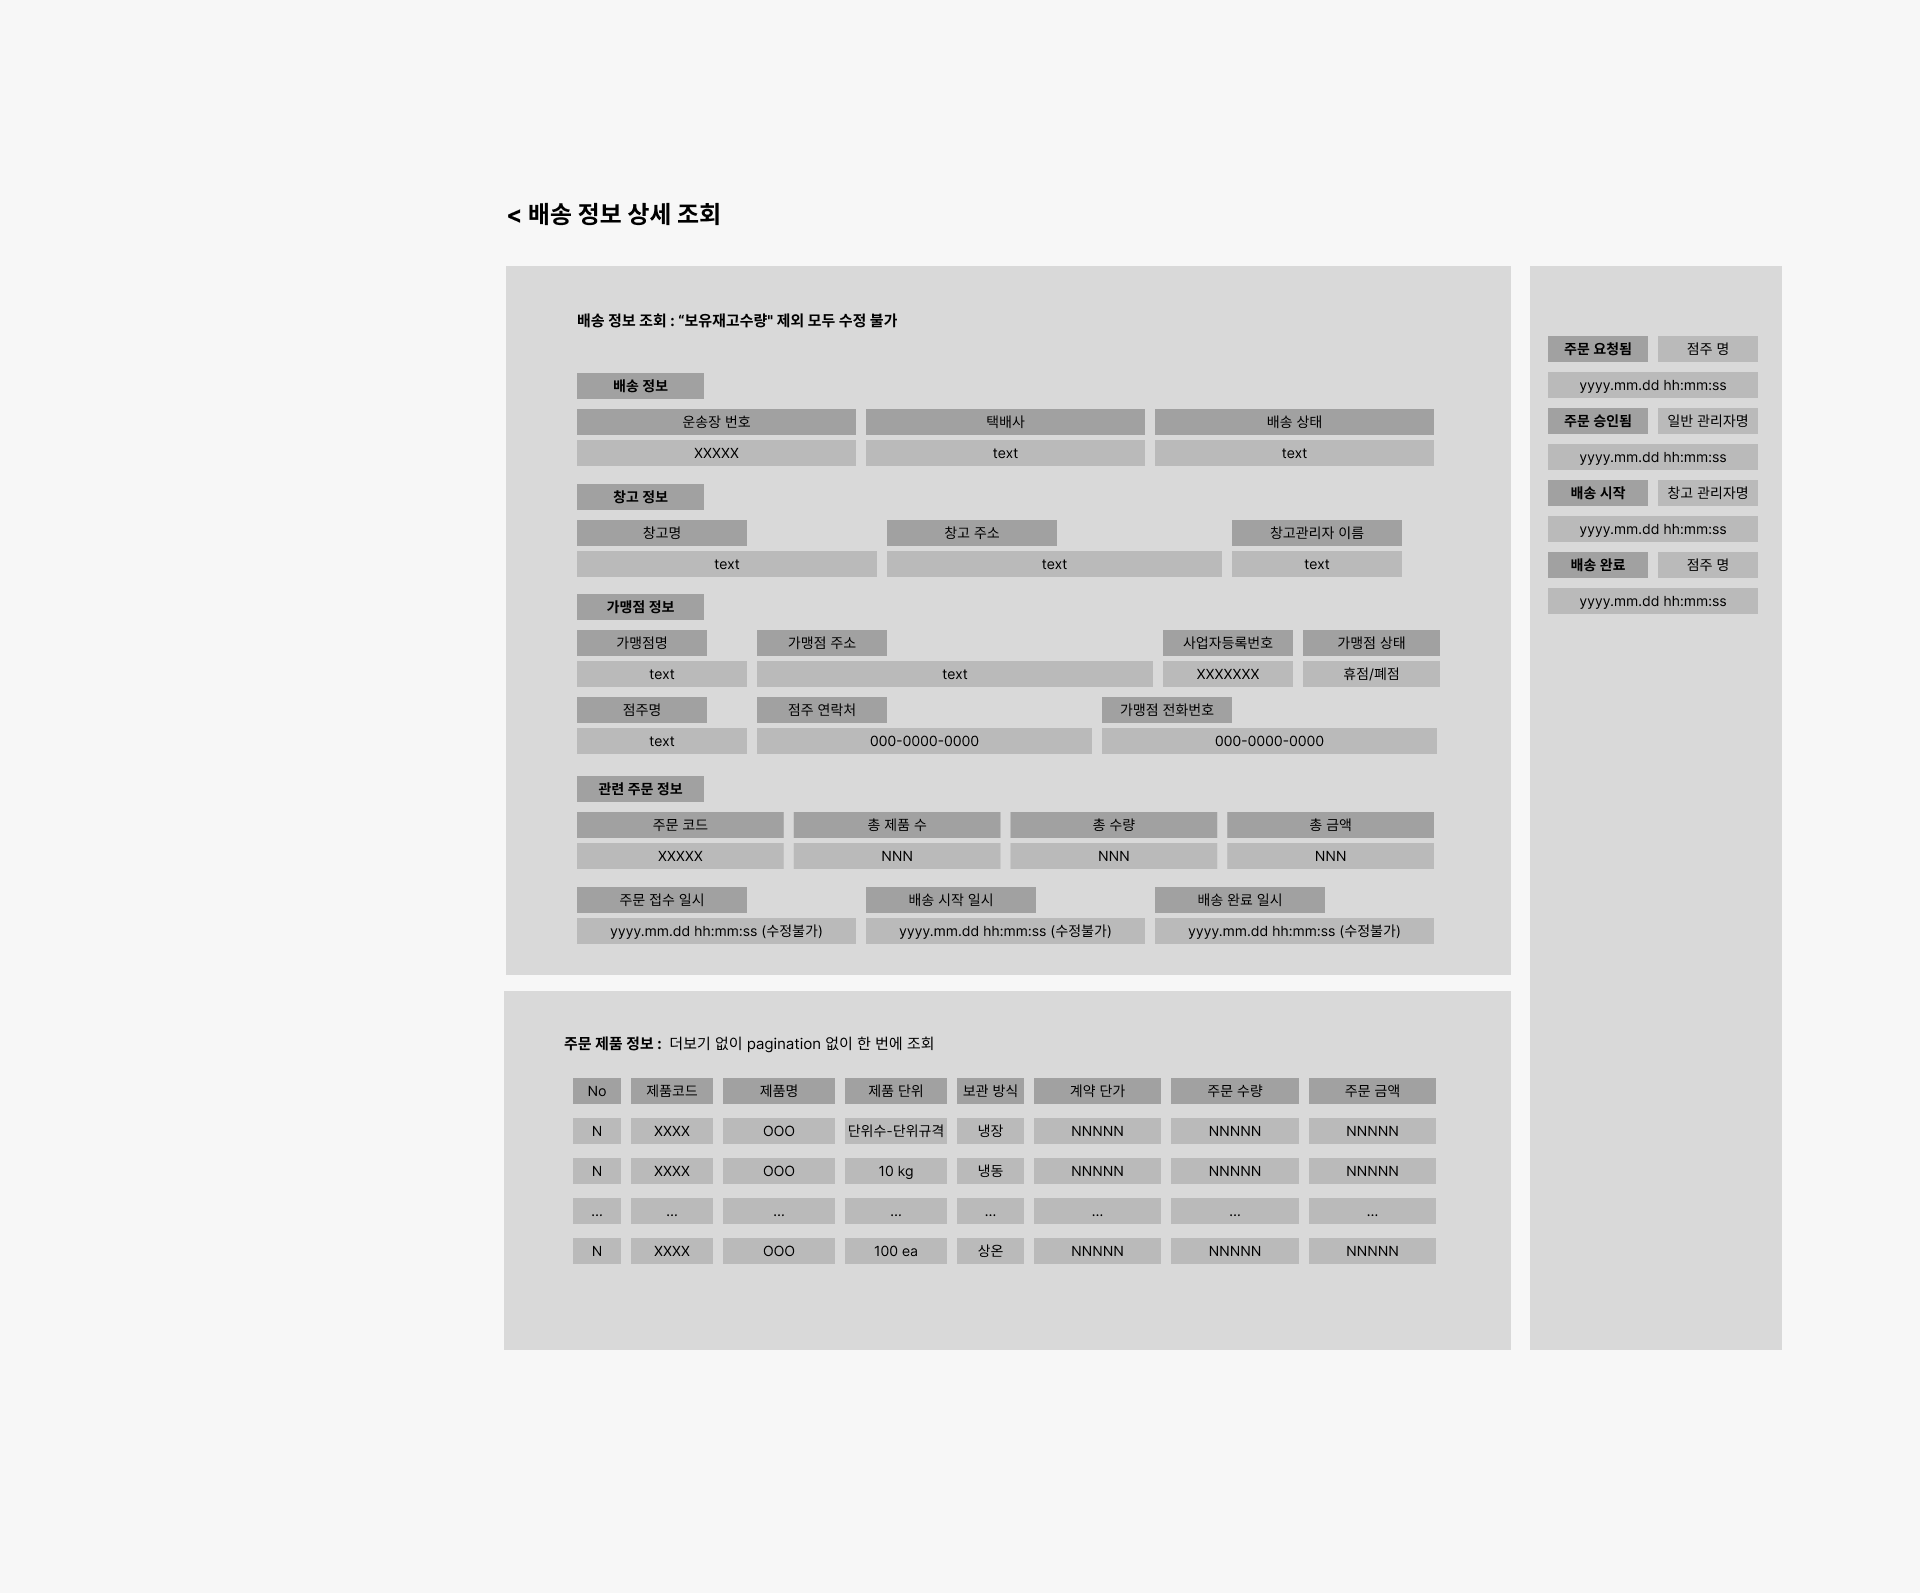 < 배송 정보 상세 조회
배송 정보 조회 : “보유재고수량" 제외 모두 수정 불가
배송 정보
운송장 번호 택배사 배송 상태
XXXXX text text
창고 정보
창고명 창고 주소 창고관리자 이름
text text text
가맹점 정보
가맹점명 가맹점 주소 사업자등록번호 가맹점 상태
text text XXXXXXX 휴점/폐점
점주명 점주 연락처 가맹점 전화번호
text 000-0000-0000 000-0000-0000
관련 주문 정보
주문 코드 총 제품 수 총 수량 총 금액
XXXXX NNN NNN NNN
주문 접수 일시 배송 시작 일시 배송 완료 일시
yyyy.mm.dd hh:mm:ss (수정불가) yyyy.mm.dd hh:mm:ss (수정불가) yyyy.mm.dd hh:mm:ss (수정불가)
주문 제품 정보 : 더보기 없이 pagination 없이 한 번에 조회
No 제품코드 제품명 제품 단위 보관 방식 계약 단가 주문 수량 주문 금액
N XXXX OOO 단위수-단위규격 냉장 NNNNN NNNNN NNNNN
N XXXX OOO 10 kg 냉동 NNNNN NNNNN NNNNN
... ... ... ... ... ... ... ...
N XXXX OOO 100 ea 상온 NNNNN NNNNN NNNNN
주문 요청됨 점주 명
yyyy.mm.dd hh:mm:ss
주문 승인됨 일반 관리자명
yyyy.mm.dd hh:mm:ss
배송 시작 창고 관리자명
yyyy.mm.dd hh:mm:ss
배송 완료 점주 명
yyyy.mm.dd hh:mm:ss